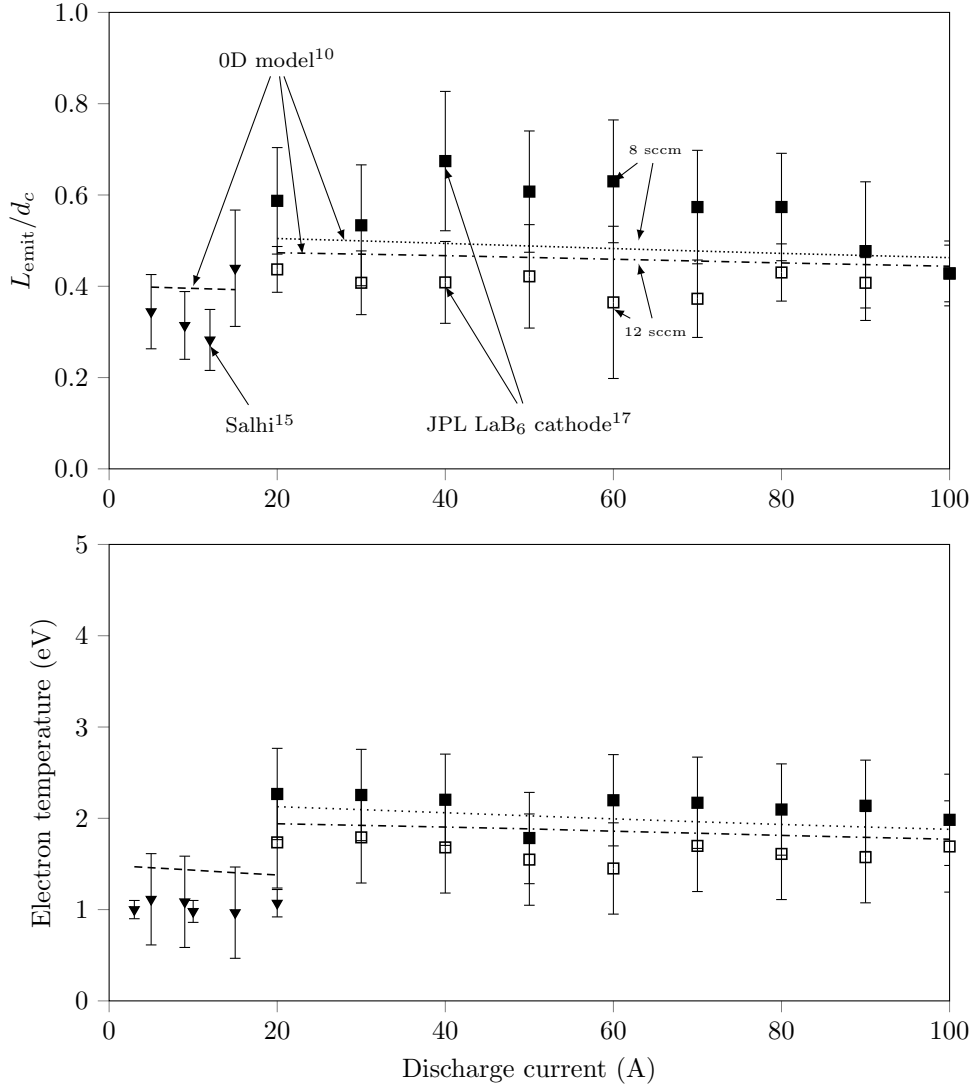 1.0
0D model¹⁰
0.8
8 sccm
0.6
L_emit/d_c
0.4
12 sccm
0.2
Salhi¹⁵
JPL LaB₆ cathode¹⁷
0.0
0 20 40 60 80 100
5
4
3
Electron temperature (eV)
2
1
0
0 20 40 60 80 100
Discharge current (A)